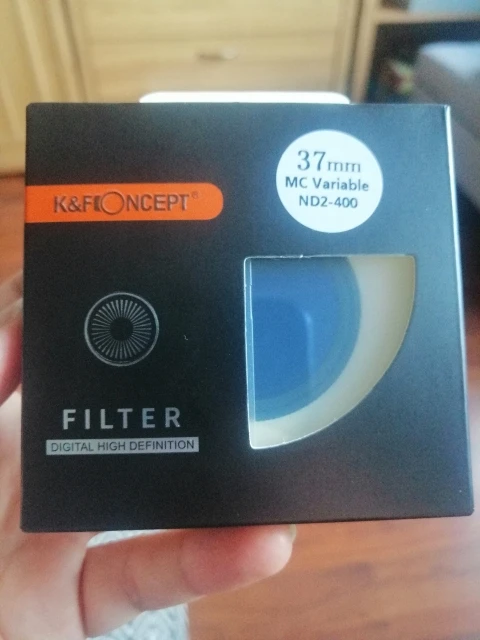 37mm
MC Variable
ND2-400
K&F CONCEPT®
FILTER
DIGITAL HIGH DEFINITION